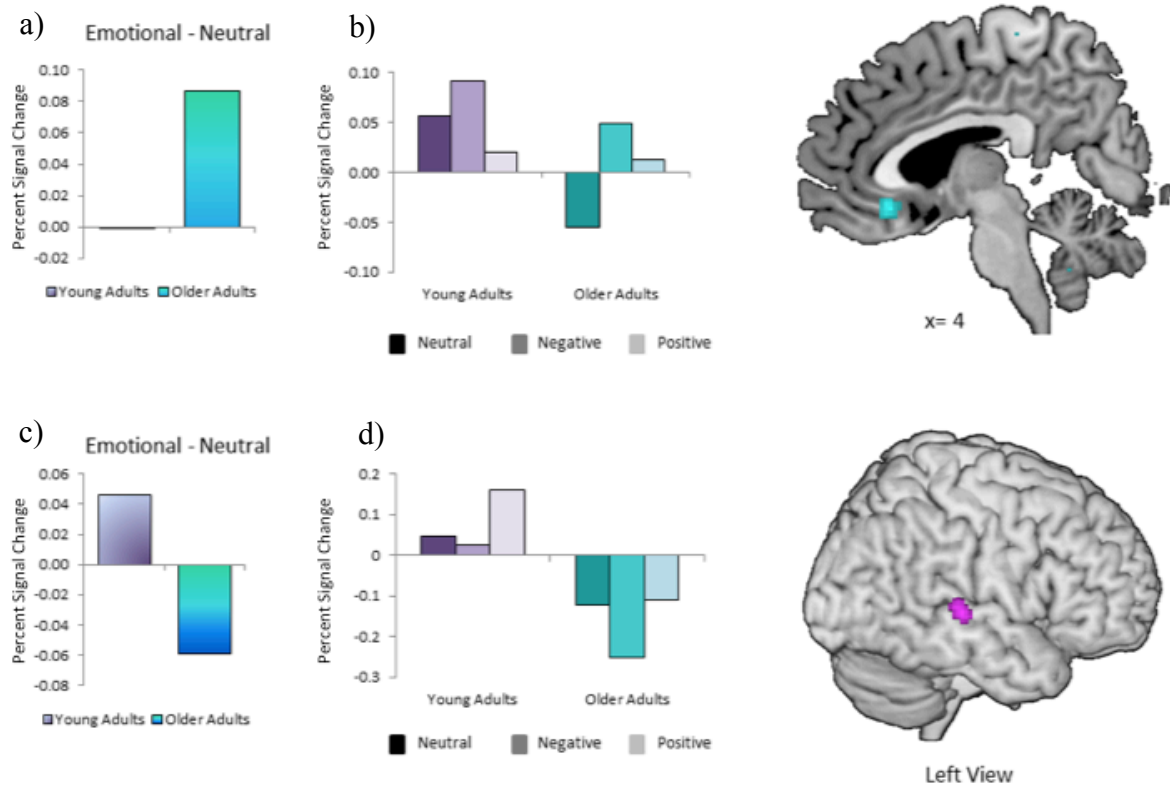 a)
Emotional - Neutral
Percent Signal Change
0.10
0.08
0.06
0.04
0.02
0.00
-0.02
Young Adults Older Adults
b)
Percent Signal Change
0.10
0.05
0.00
-0.05
-0.10
Young Adults Older Adults
Neutral Negative Positive
x= 4
c)
Emotional - Neutral
Percent Signal Change
0.06
0.04
0.02
0.00
-0.02
-0.04
-0.06
-0.08
Young Adults Older Adults
d)
Percent Signal Change
0.2
0.1
0
-0.1
-0.2
-0.3
Young Adults Older Adults
Neutral Negative Positive
Left View